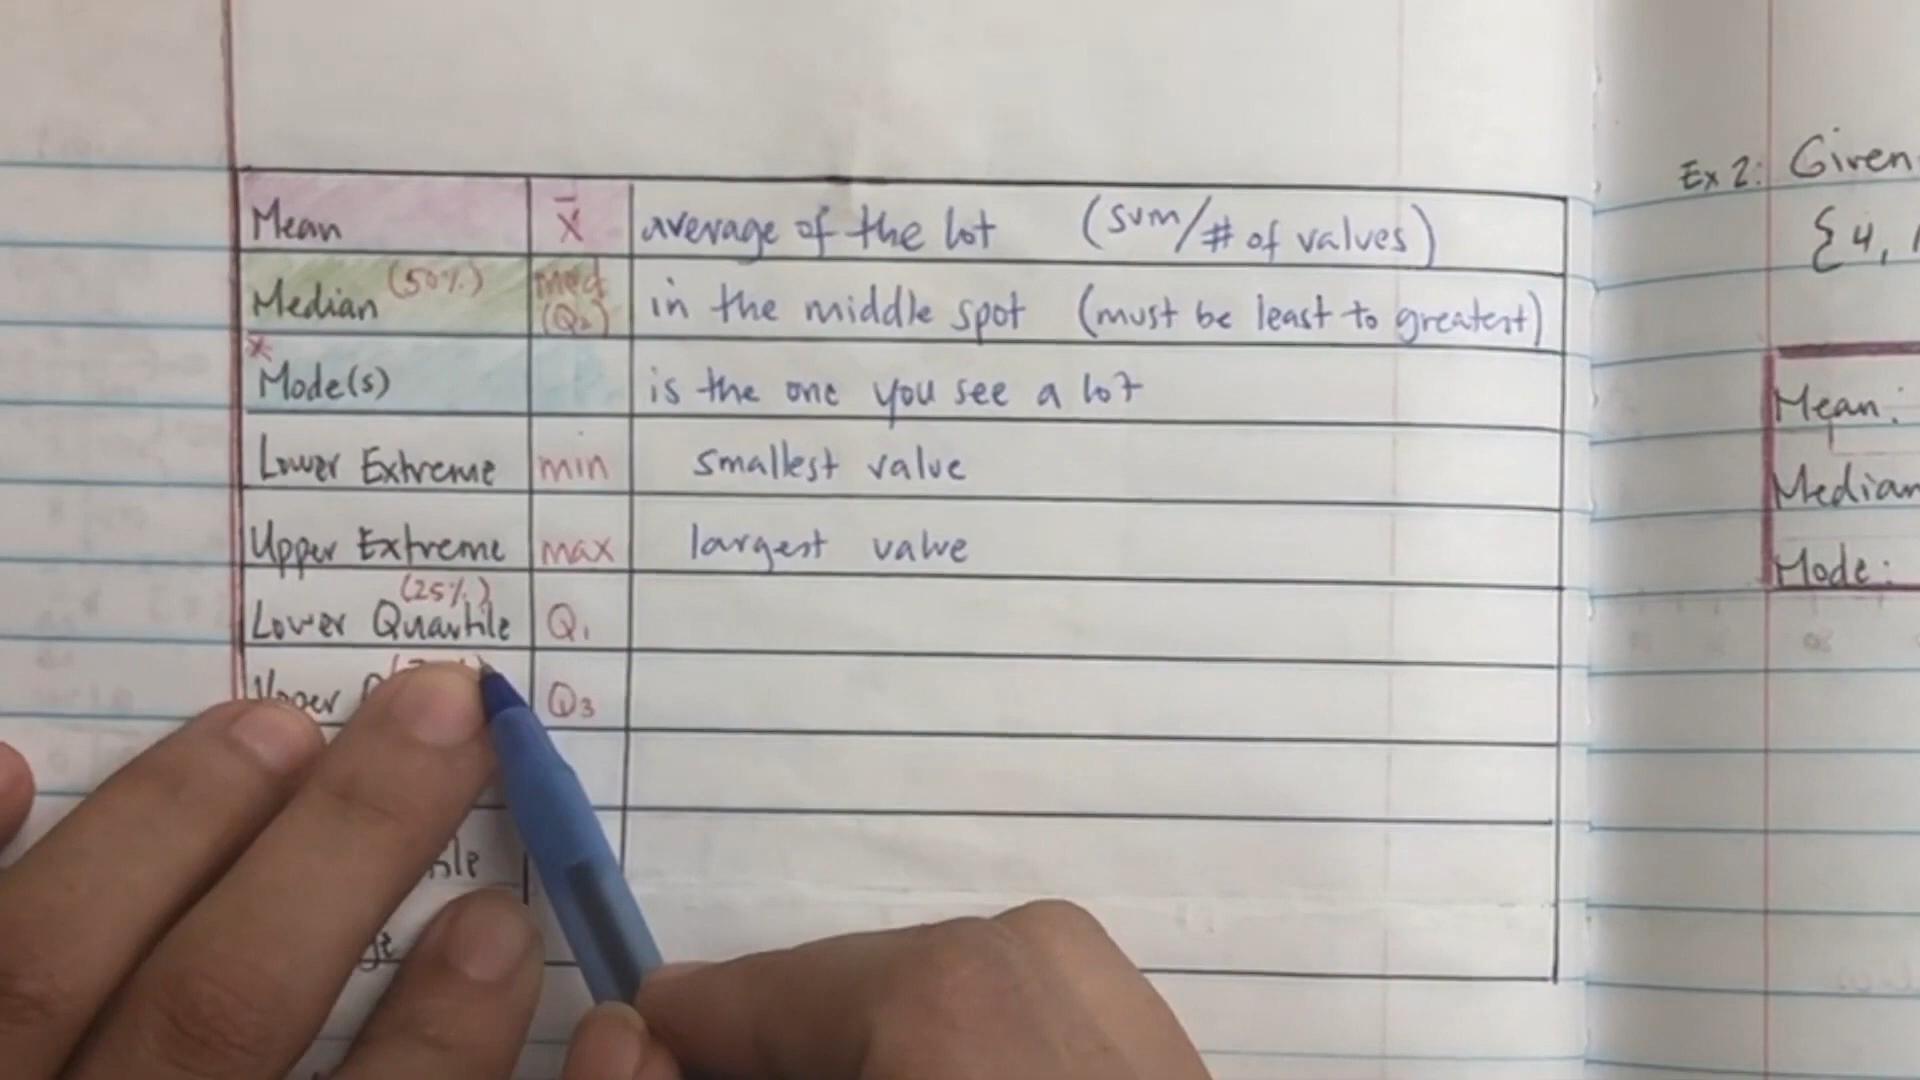 Mean x̄ average of the lot (sum/# of values)
Median (50%) med (Q₂) in the middle spot (must be least to greatest)
* Mode(s) is the one you see a lot
Lower Extreme min smallest value
Upper Extreme max largest value
Lower Quartile (25%) Q₁
Upper Q₃
Ex 2: Given
{4,
Mean:
Median
Mode: